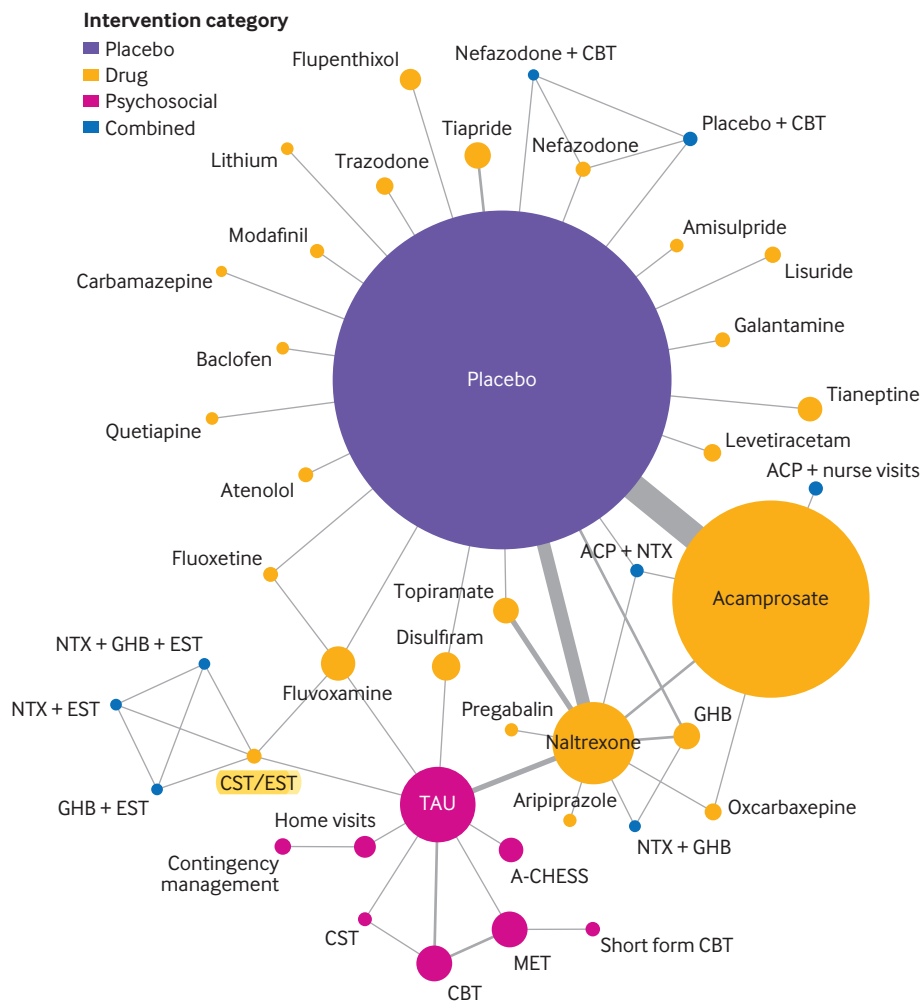 Intervention category
Placebo
Drug
Psychosocial
Combined
Flupenthixol
Nefazodone + CBT
Tiapride
Placebo + CBT
Nefazodone
Lithium
Trazodone
Modafinil
Amisulpride
Lisuride
Carbamazepine
Galantamine
Baclofen
Placebo
Tianeptine
Quetiapine
Levetiracetam
ACP + nurse visits
Atenolol
Fluoxetine
ACP + NTX
Topiramate
Acamprosate
Disulfiram
NTX + GHB + EST
Fluvoxamine
NTX + EST
Pregabalin
GHB
Naltrexone
CST/EST
GHB + EST
TAU
Aripiprazole
Oxcarbaxepine
Home visits
NTX + GHB
Contingency
management
A-CHESS
CST
MET
Short form CBT
CBT